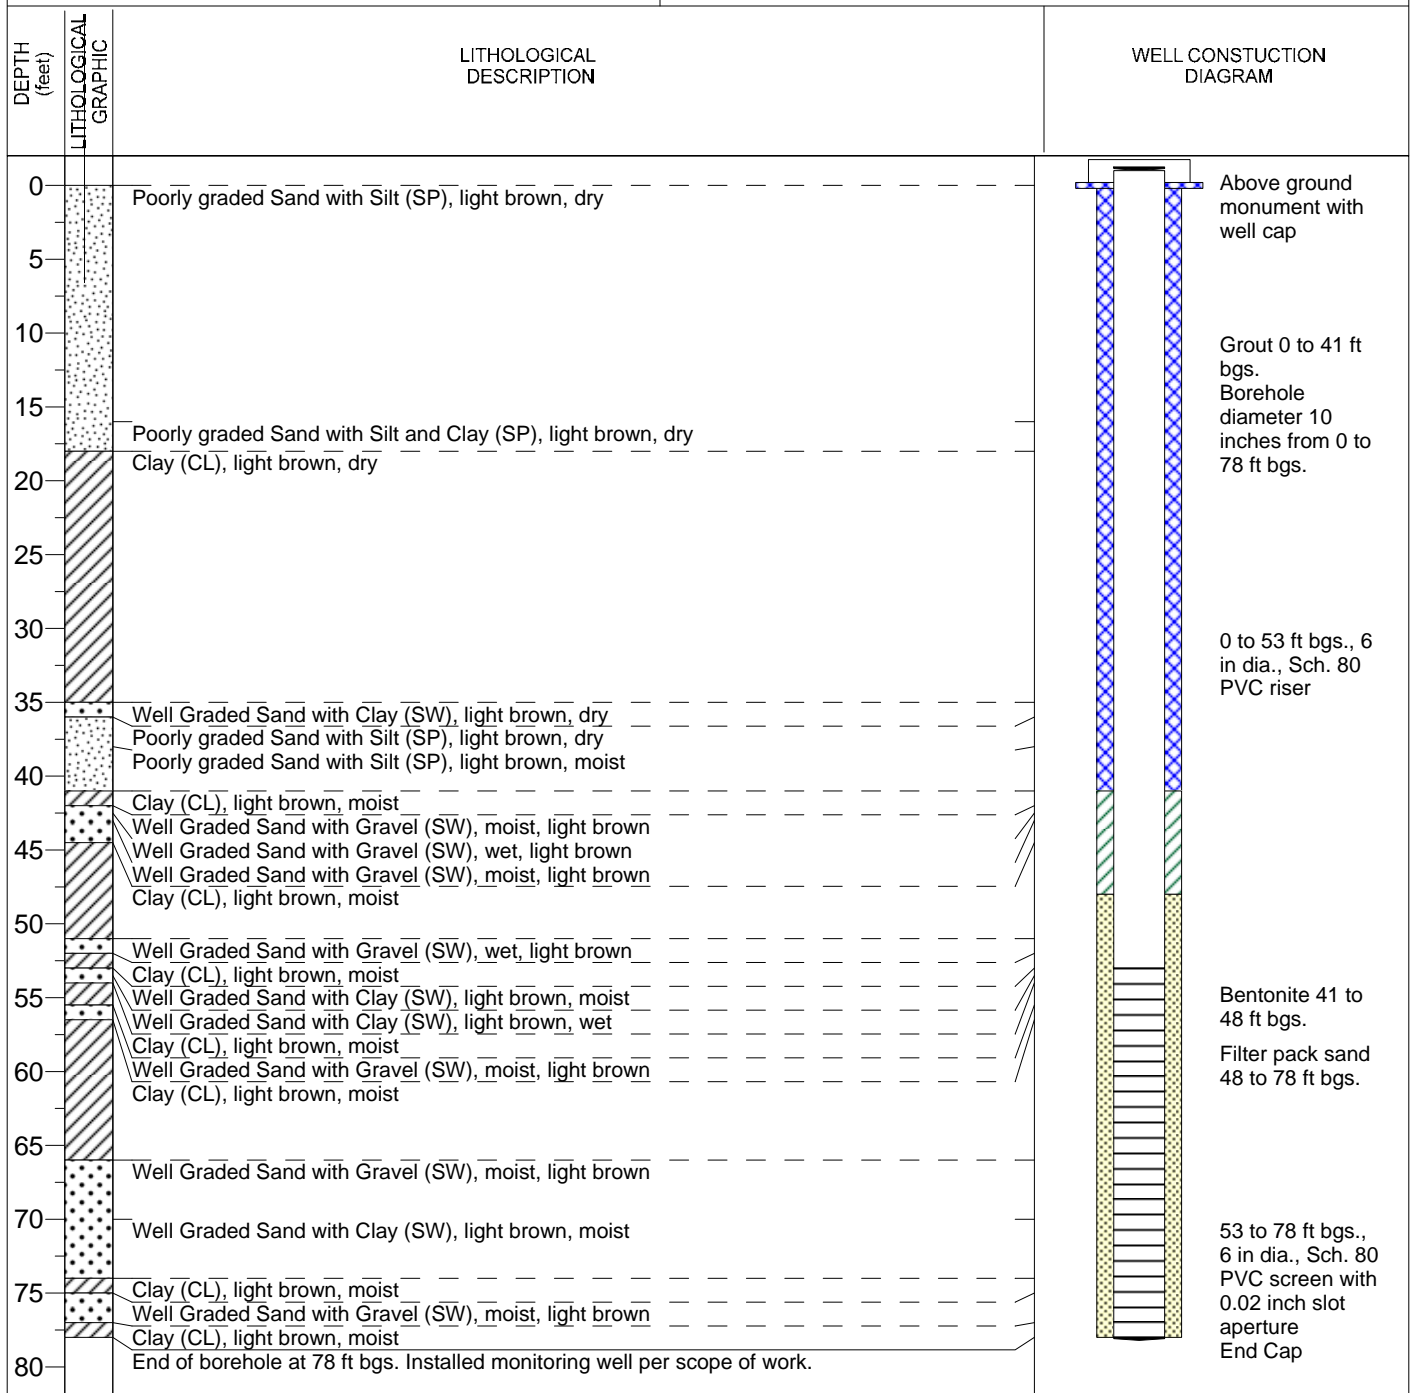 DEPTH
(feet)
LITHOLOGICAL
GRAPHIC
LITHOLOGICAL
DESCRIPTION
WELL CONSTUCTION
DIAGRAM
0
5
10
15
20
25
30
35
40
45
50
55
60
65
70
75
80
Poorly graded Sand with Silt (SP), light brown, dry
Poorly graded Sand with Silt and Clay (SP), light brown, dry
Clay (CL), light brown, dry
Well Graded Sand with Clay (SW), light brown, dry
Poorly graded Sand with Silt (SP), light brown, dry
Poorly graded Sand with Silt (SP), light brown, moist
Clay (CL), light brown, moist
Well Graded Sand with Gravel (SW), moist, light brown
Well Graded Sand with Gravel (SW), wet, light brown
Well Graded Sand with Gravel (SW), moist, light brown
Clay (CL), light brown, moist
Well Graded Sand with Gravel (SW), wet, light brown
Clay (CL), light brown, moist
Well Graded Sand with Clay (SW), light brown, moist
Well Graded Sand with Clay (SW), light brown, wet
Clay (CL), light brown, moist
Well Graded Sand with Gravel (SW), moist, light brown
Clay (CL), light brown, moist
Well Graded Sand with Gravel (SW), moist, light brown
Well Graded Sand with Clay (SW), light brown, moist
Clay (CL), light brown, moist
Well Graded Sand with Gravel (SW), moist, light brown
Clay (CL), light brown, moist
End of borehole at 78 ft bgs. Installed monitoring well per scope of work.
Above ground
monument with
well cap
Grout 0 to 41 ft
bgs.
Borehole
diameter 10
inches from 0 to
78 ft bgs.
0 to 53 ft bgs., 6
in dia., Sch. 80
PVC riser
Bentonite 41 to
48 ft bgs.
Filter pack sand
48 to 78 ft bgs.
53 to 78 ft bgs.,
6 in dia., Sch. 80
PVC screen with
0.02 inch slot
aperture
End Cap